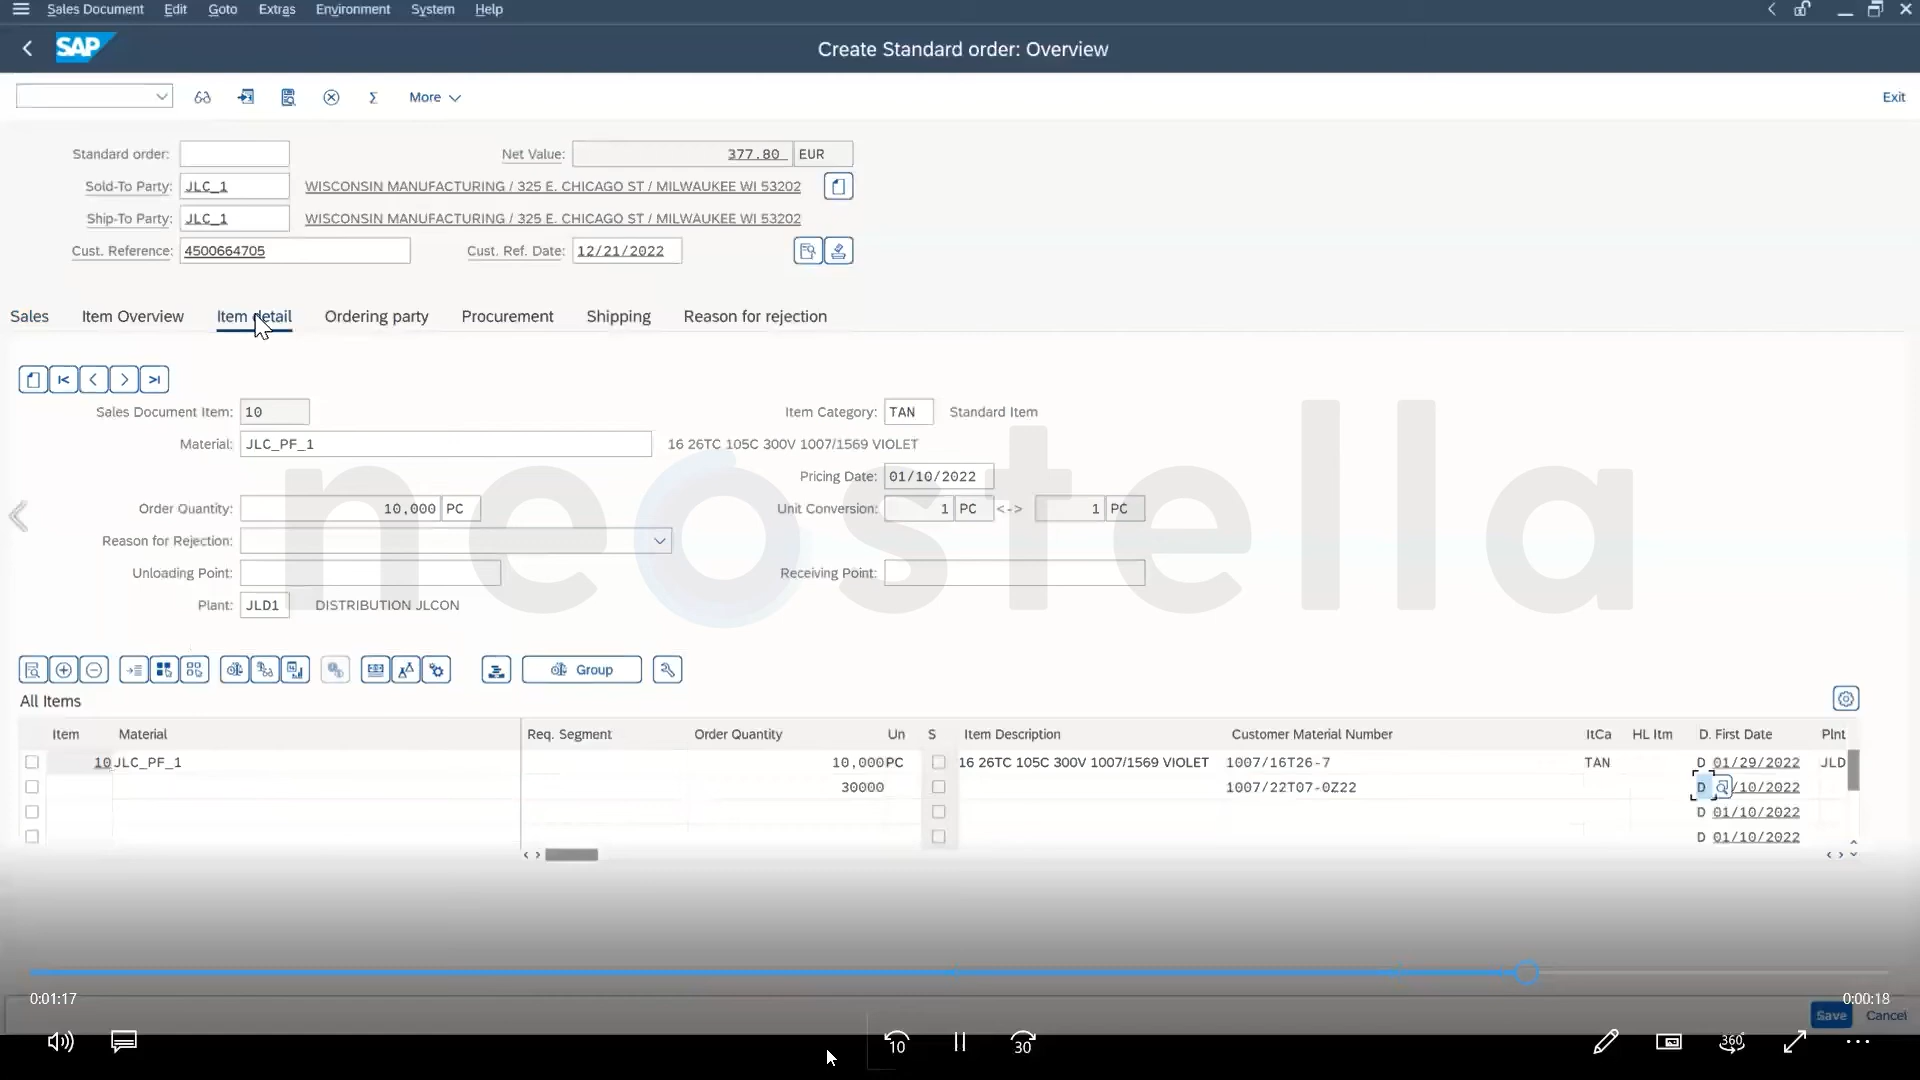 Sales Document Edit Goto Extras Environment System Help
SAP Create Standard order: Overview
More Exit
Standard order: Net Value: 377.80 EUR
Sold-To Party: JLC_1 WISCONSIN MANUFACTURING / 325 E. CHICAGO ST / MILWAUKEE WI 53202
Ship-To Party: JLC_1 WISCONSIN MANUFACTURING / 325 E. CHICAGO ST / MILWAUKEE WI 53202
Cust. Reference: 4500664705 Cust. Ref. Date: 12/21/2022
Sales Item Overview Item detail Ordering party Procurement Shipping Reason for rejection
Sales Document Item: 10 Item Category: TAN Standard Item
Material: JLC_PF_1 16 26TC 105C 300V 1007/1569 VIOLET
Pricing Date: 01/10/2022
Order Quantity: 10,000 PC Unit Conversion: 1 PC <-> 1 PC
neostella
Reason for Rejection:
Unloading Point: Receiving Point:
Plant: JLD1 DISTRIBUTION JLCON
Group
All Items
Item Material Req. Segment Order Quantity Un S Item Description Customer Material Number ItCa HL Itm D. First Date Plnt
10 JLC_PF_1 10,000 PC 16 26TC 105C 300V 1007/1569 VIOLET 1007/16T26-7 TAN D 01/29/2022 JLD
30000 1007/22T07-0Z22 D /10/2022
D 01/10/2022
D 01/10/2022
0:01:17 0:00:18
Save Cancel
10 30 360